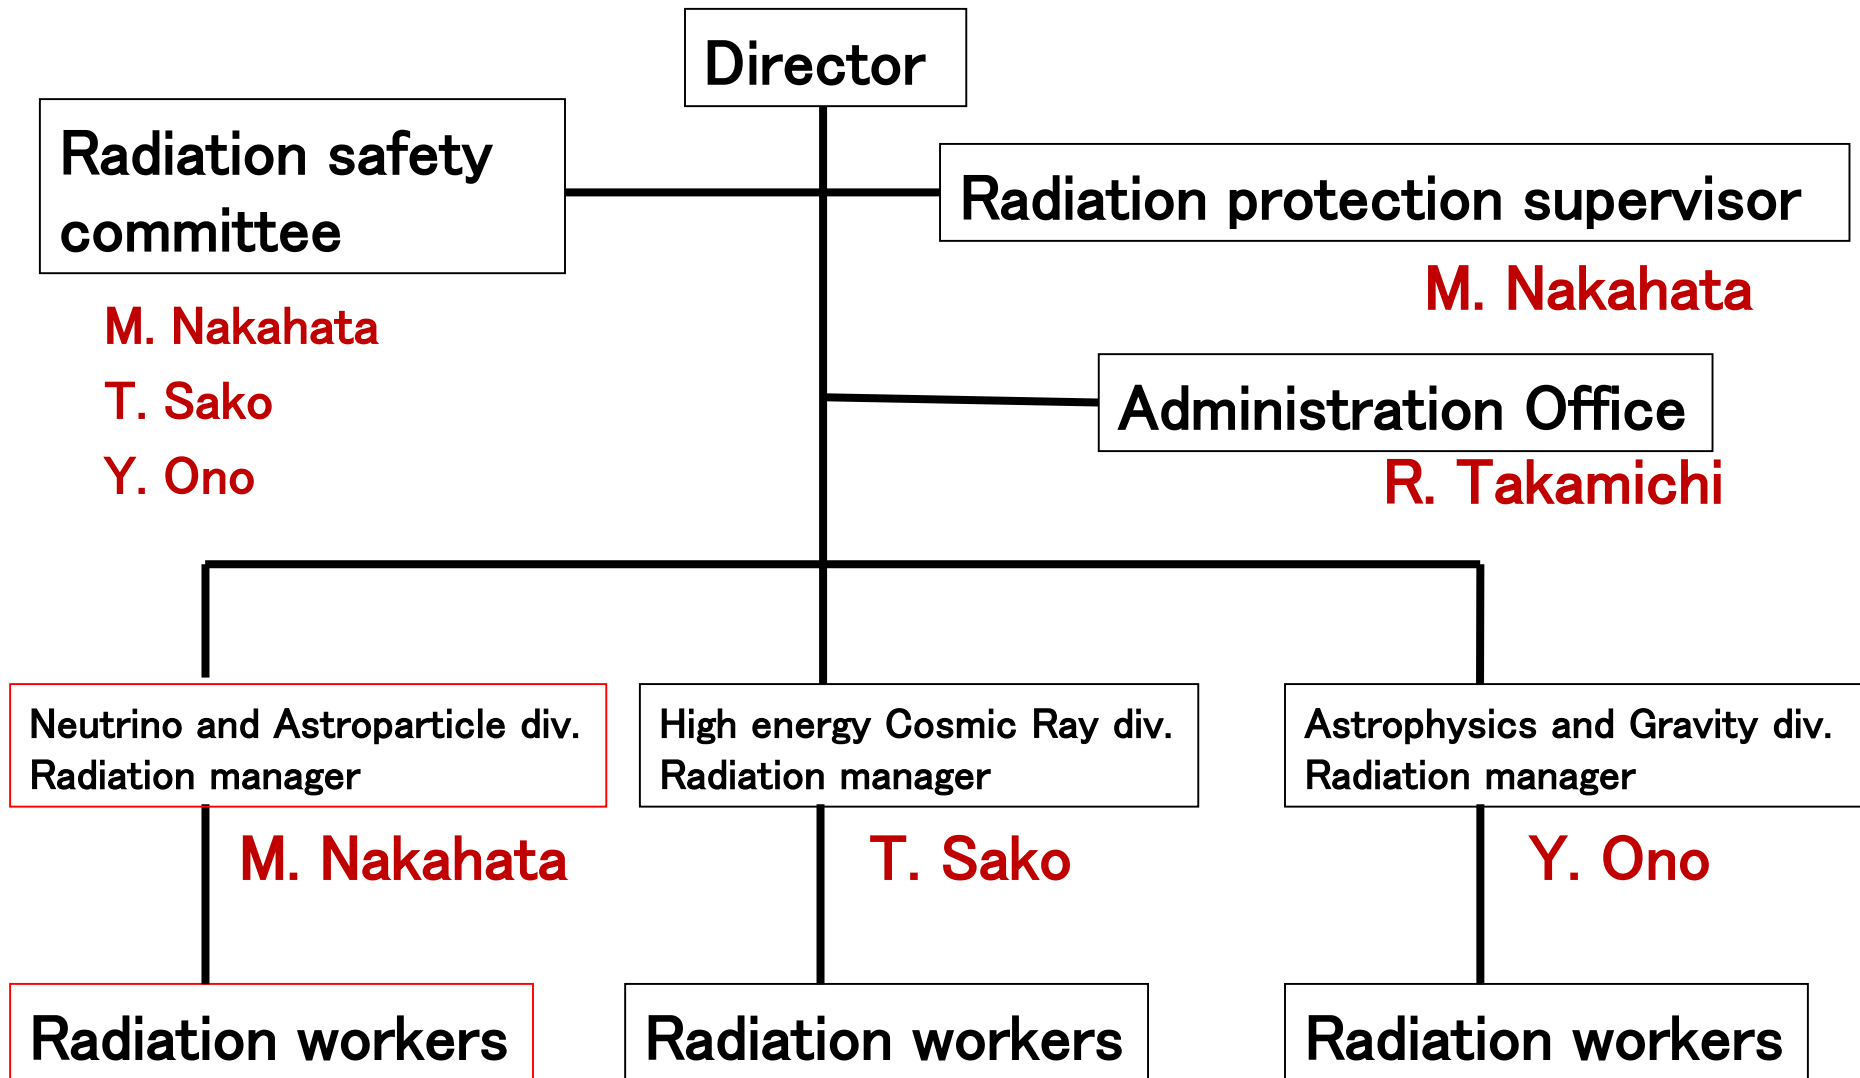 Director
Radiation safety
committee
Radiation protection supervisor
M. Nakahata
M. Nakahata
T. Sako
Y. Ono
Administration Office
R. Takamichi
Neutrino and Astroparticle div.
Radiation manager
High energy Cosmic Ray div.
Radiation manager
Astrophysics and Gravity div.
Radiation manager
M. Nakahata
T. Sako
Y. Ono
Radiation workers
Radiation workers
Radiation workers